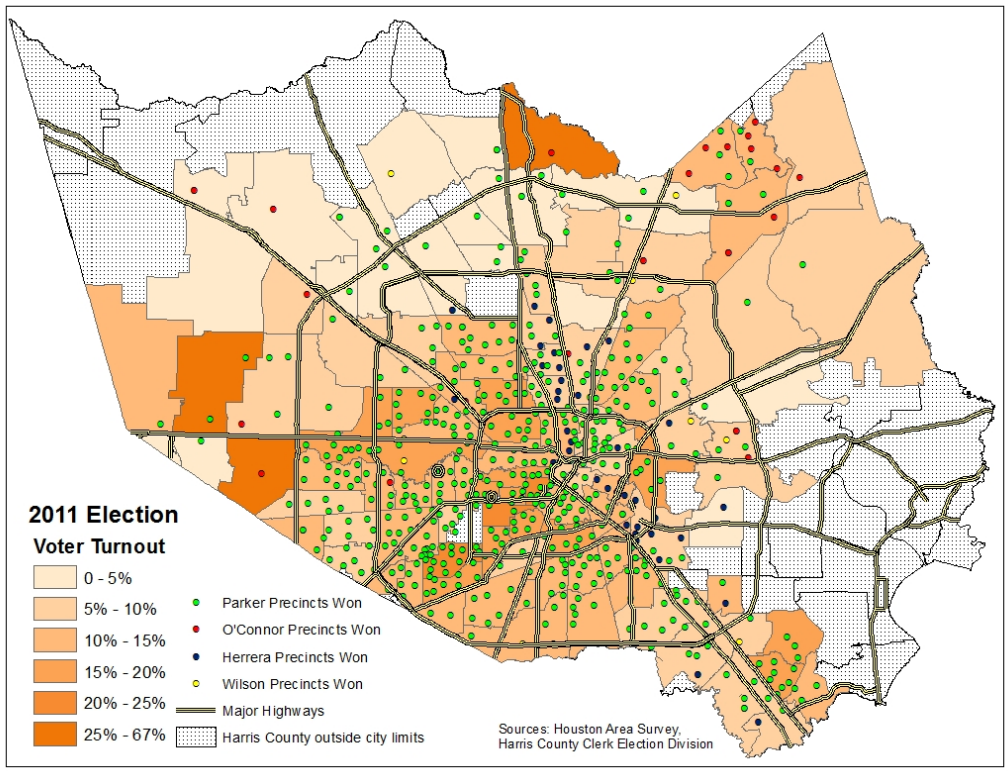 2011 Election
Voter Turnout
0 - 5%
5% - 10%
10% - 15%
15% - 20%
20% - 25%
25% - 67%
Parker Precincts Won
O'Connor Precincts Won
Herrera Precincts Won
Wilson Precincts Won
Major Highways
Harris County outside city limits
Sources: Houston Area Survey,
Harris County Clerk Election Division